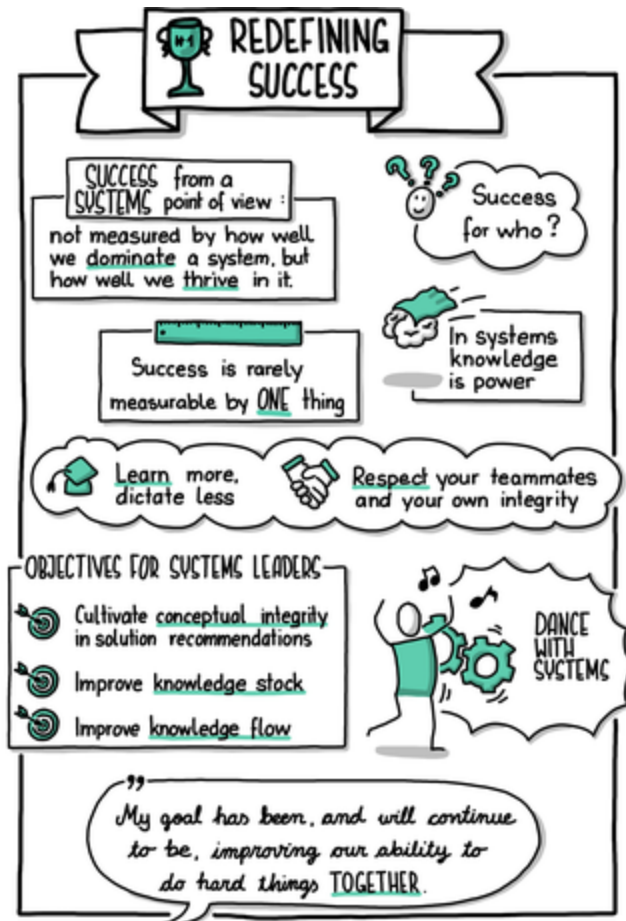 N•1
REDEFINING
SUCCESS
SUCCESS from a
SYSTEMS point of view :
not measured by how well
we dominate a system, but
how well we thrive in it.
? ? ?
Success
for who?
Success is rarely
measurable by ONE thing
In systems
knowledge
is power
Learn more,
dictate less
Respect your teammates
and your own integrity
OBJECTIVES FOR SYSTEMS LEADERS
Cultivate conceptual integrity
in solution recommendations
Improve knowledge stock
Improve knowledge flow
DANCE
WITH
SYSTEMS
”
My goal has been, and will continue
to be, improving our ability to
do hard things TOGETHER.